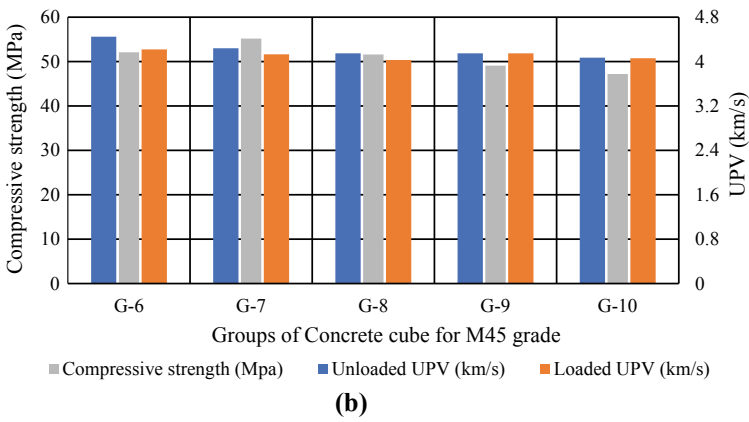 60
50
40
30
20
10
0
Compressive strength (MPa)
4.8
4
3.2
2.4
1.6
0.8
0
UPV (km/s)
G-6 G-7 G-8 G-9 G-10
Groups of Concrete cube for M45 grade
Compressive strength (Mpa) Unloaded UPV (km/s) Loaded UPV (km/s)
(b)